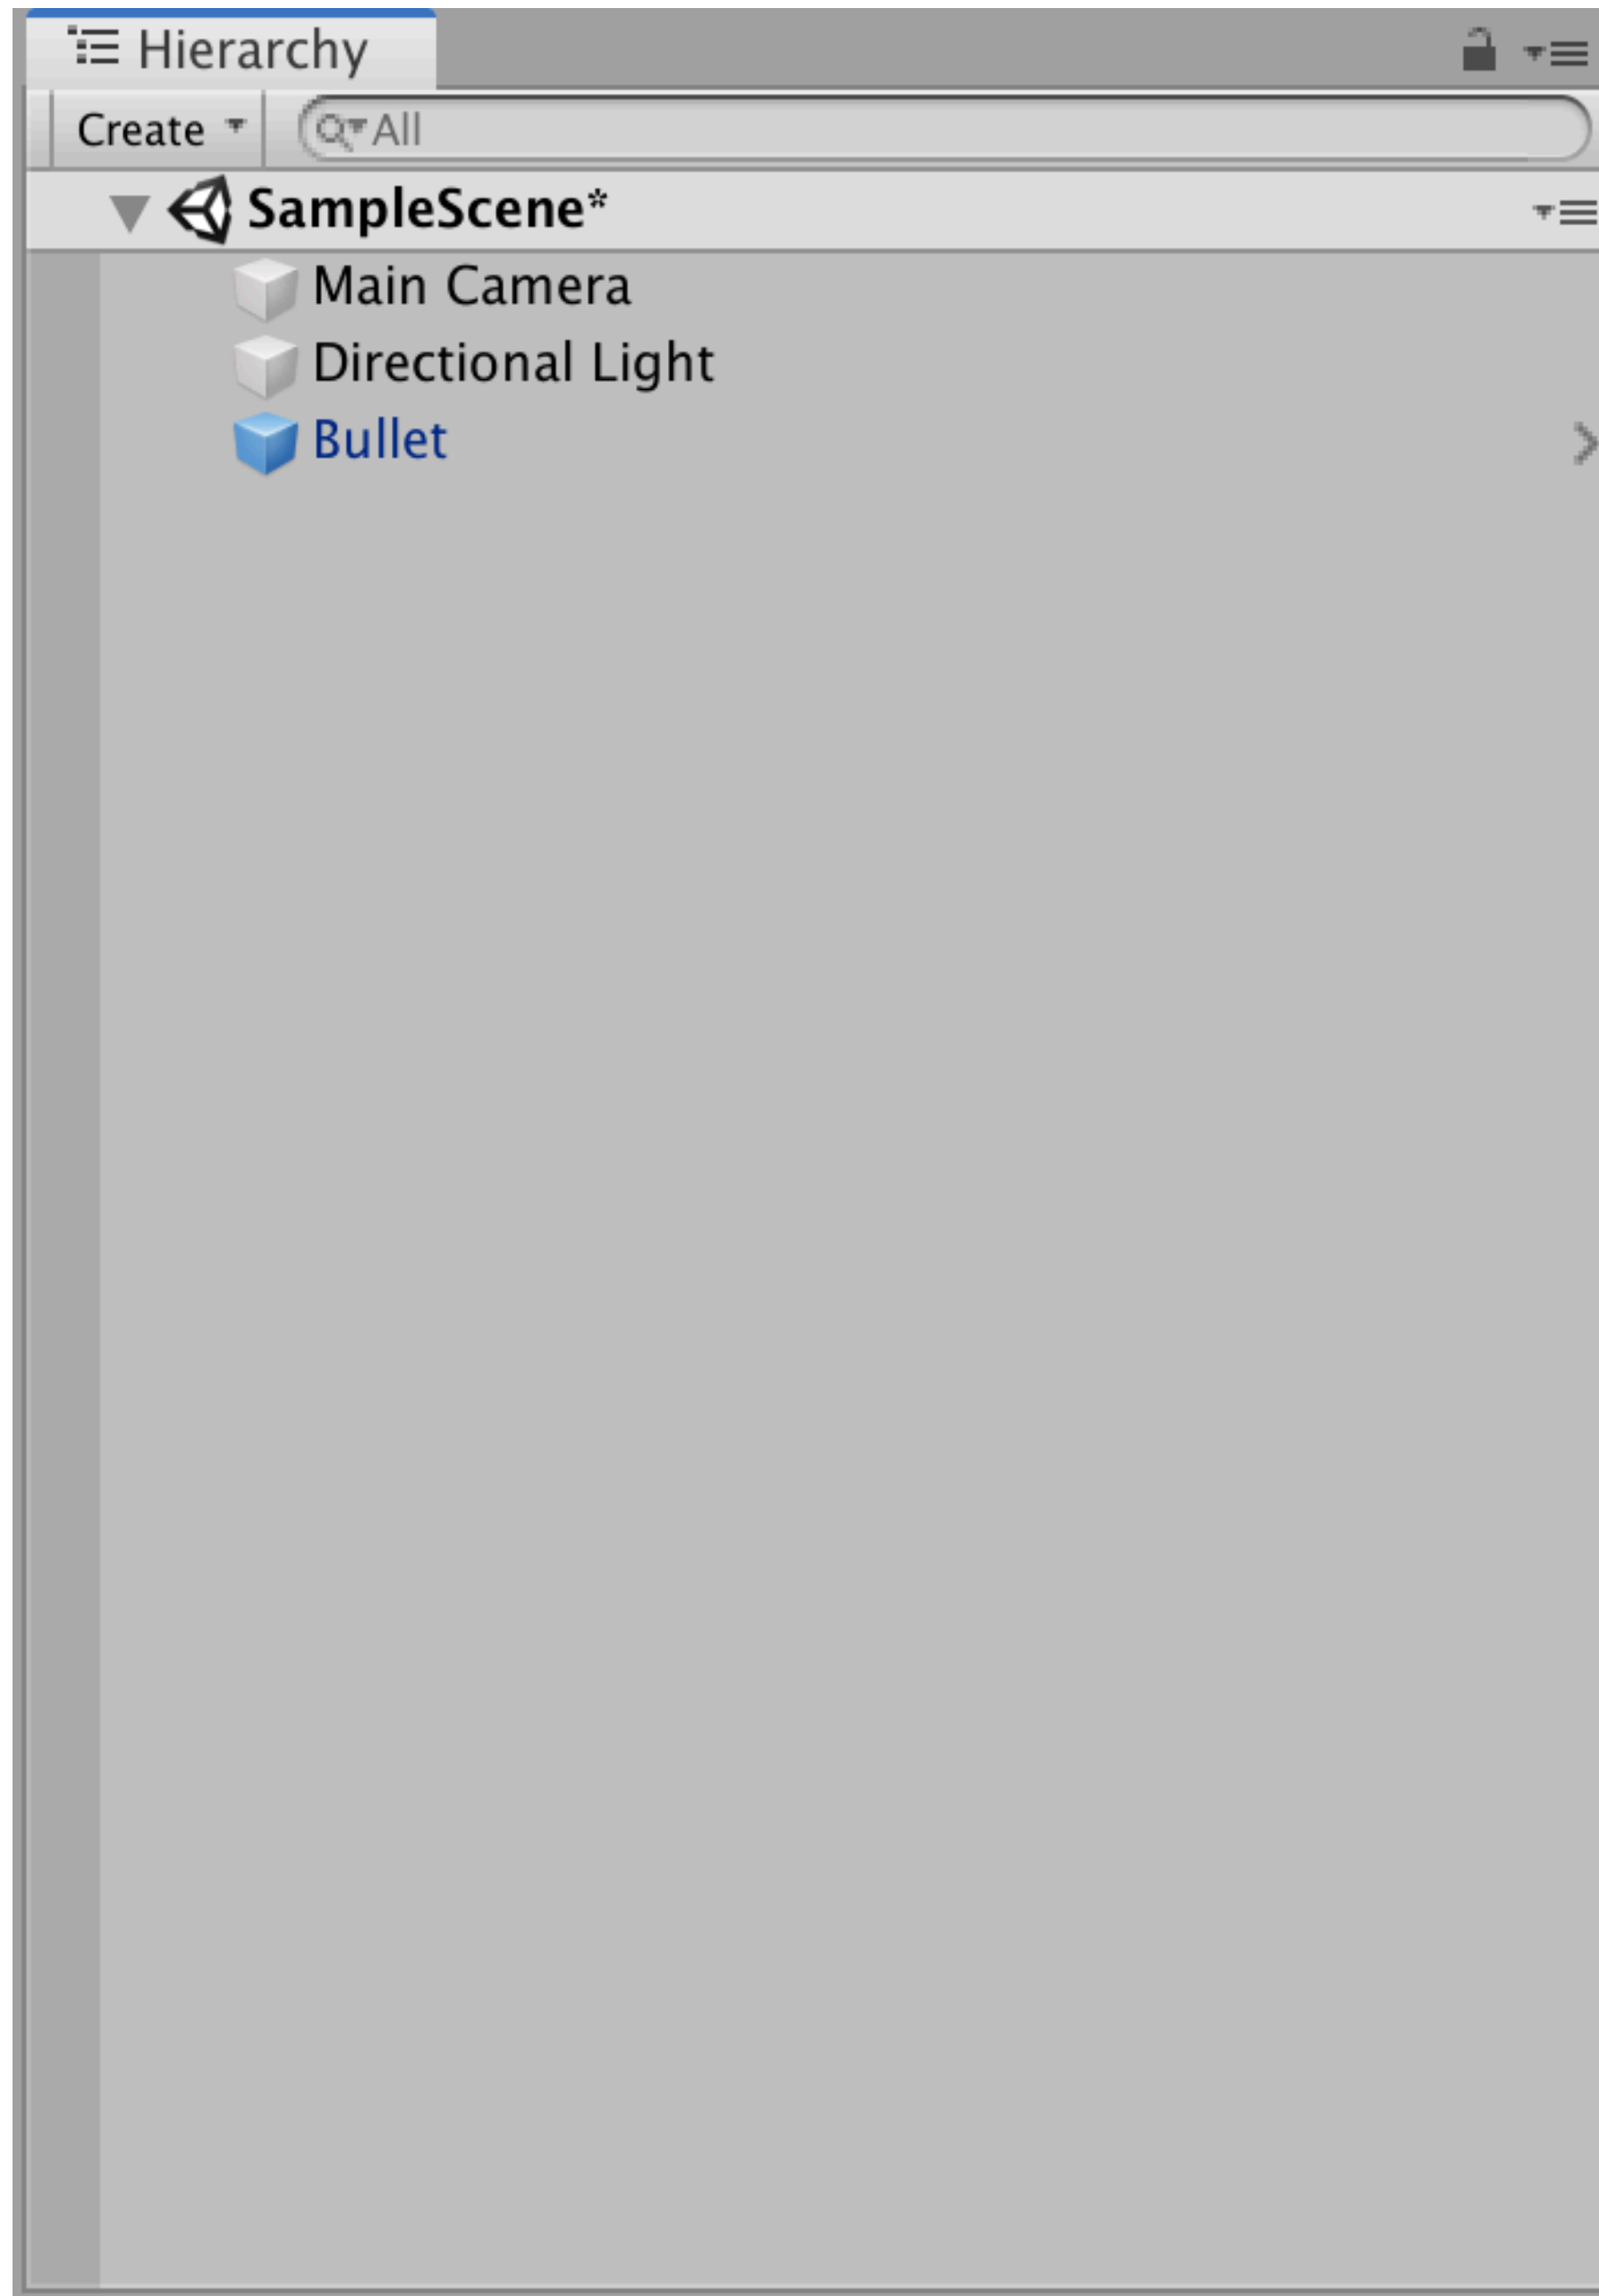 Hierarchy
Create All
SampleScene*
Main Camera
Directional Light
Bullet